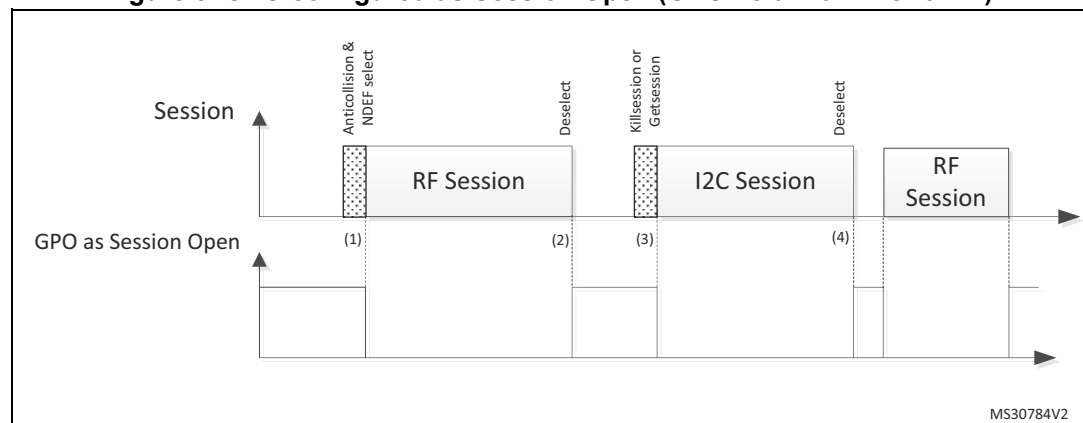 Anticollision &
NDEF select
Deselect
Killsession or
Getsession
Deselect
Session
RF Session
I2C Session
RF
Session
(1)
(2)
(3)
(4)
GPO as Session Open
MS30784V2